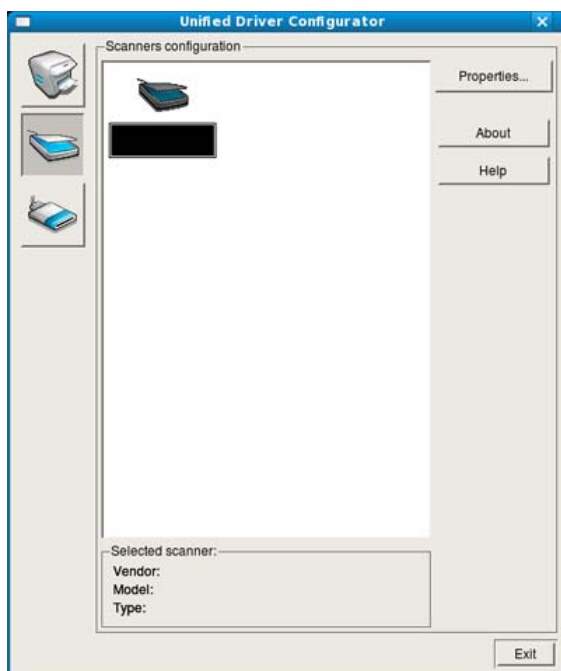 Unified Driver Configurator
Scanners configuration
Properties...
About
Help
Selected scanner:
Vendor:
Model:
Type:
Exit